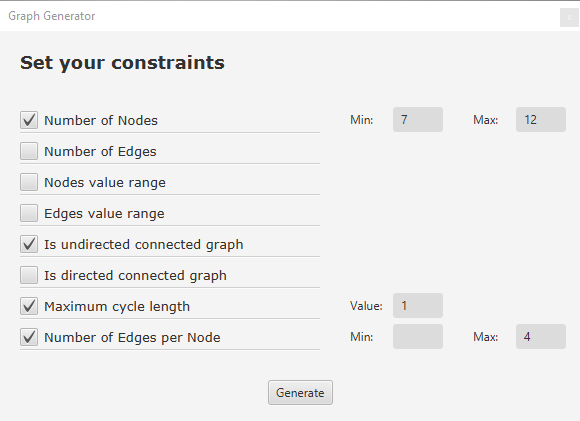 Graph Generator
Set your constraints
Number of Nodes Min: 7 Max: 12
Number of Edges
Nodes value range
Edges value range
Is undirected connected graph
Is directed connected graph
Maximum cycle length Value: 1
Number of Edges per Node Min: Max: 4
Generate